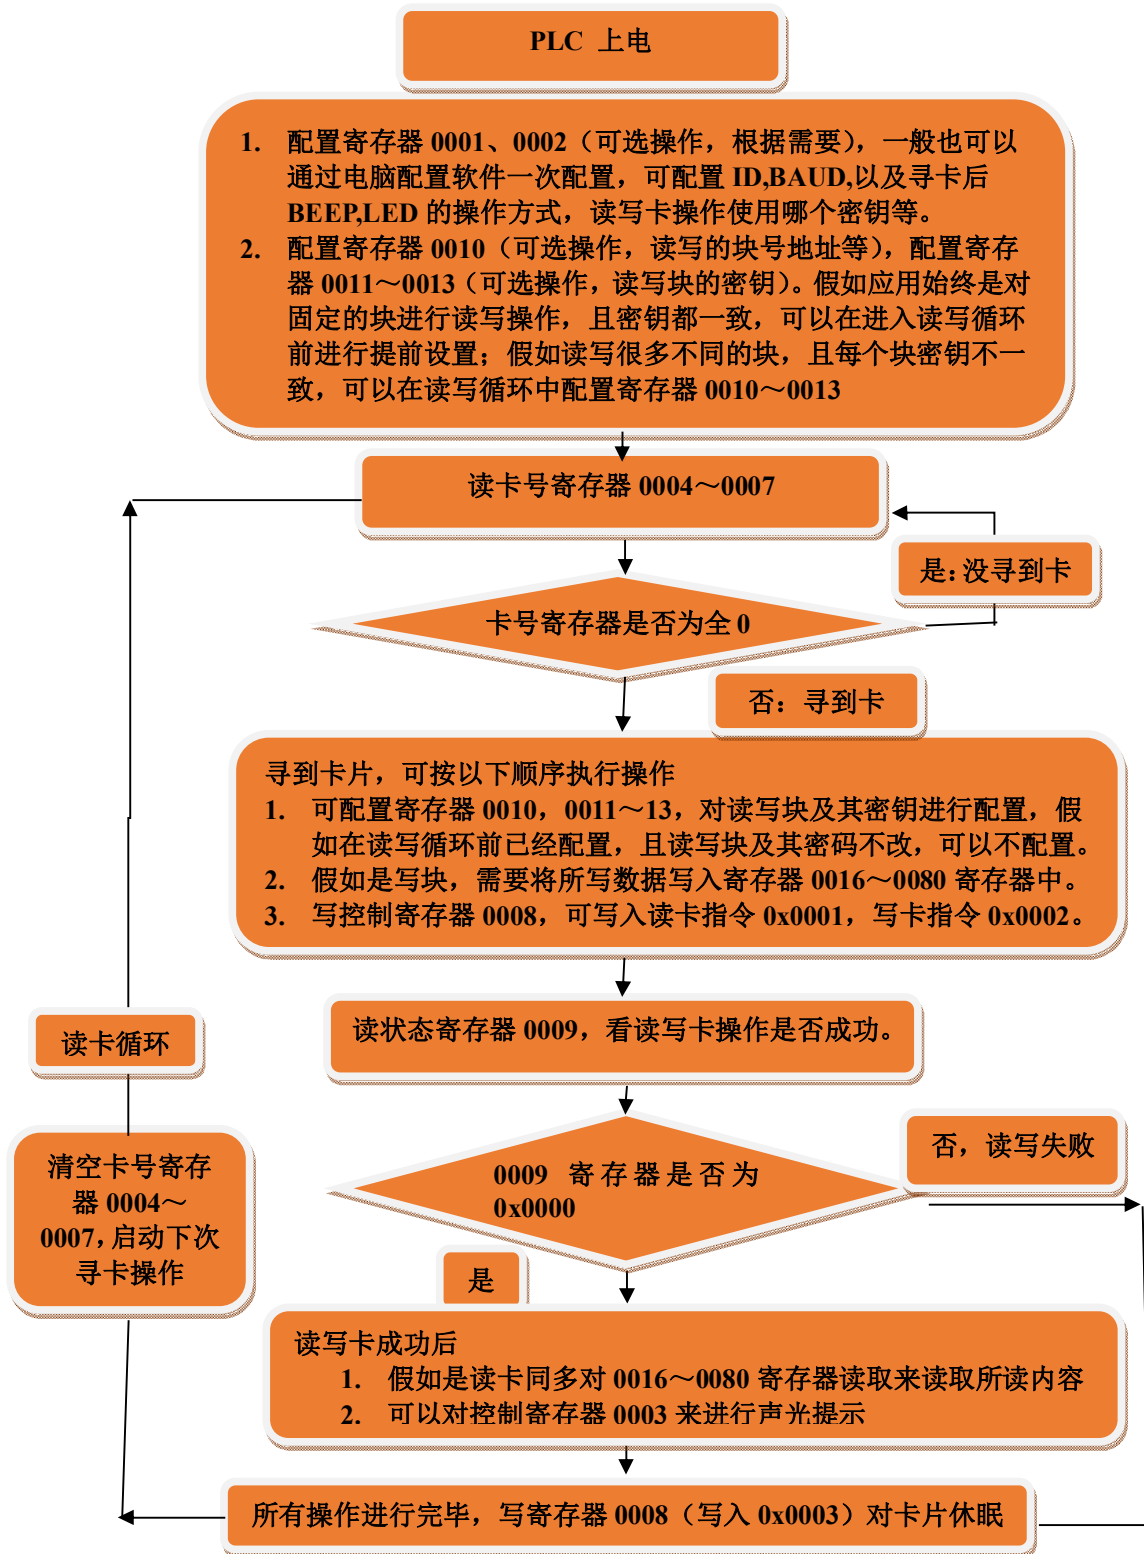 PLC 上电
1. 配置寄存器 0001、0002（可选操作，根据需要），一般也可以
通过电脑配置软件一次配置，可配置 ID,BAUD,以及寻卡后
BEEP,LED 的操作方式，读写卡操作使用哪个密钥等。
2. 配置寄存器 0010（可选操作，读写的块号地址等），配置寄存
器 0011～0013（可选操作，读写块的密钥）。假如应用始终是对
固定的块进行读写操作，且密钥都一致，可以在进入读写循环
前进行提前设置；假如读写很多不同的块，且每个块密钥不一
致，可以在读写循环中配置寄存器 0010～0013
读卡号寄存器 0004～0007
是：没寻到卡
卡号寄存器是否为全 0
否：寻到卡
寻到卡片，可按以下顺序执行操作
1. 可配置寄存器 0010，0011～13，对读写块及其密钥进行配置，假
如在读写循环前已经配置，且读写块及其密码不改，可以不配置。
2. 假如是写块，需要将所写数据写入寄存器 0016～0080 寄存器中。
3. 写控制寄存器 0008，可写入读卡指令 0x0001，写卡指令 0x0002。
读状态寄存器 0009，看读写卡操作是否成功。
读卡循环
否，读写失败
0009 寄存器是否为
0x0000
清空卡号寄存
器 0004～
0007，启动下次
寻卡操作
是
读写卡成功后
1. 假如是读卡同多对 0016～0080 寄存器读取来读取所读内容
2. 可以对控制寄存器 0003 来进行声光提示
所有操作进行完毕，写寄存器 0008（写入 0x0003）对卡片休眠